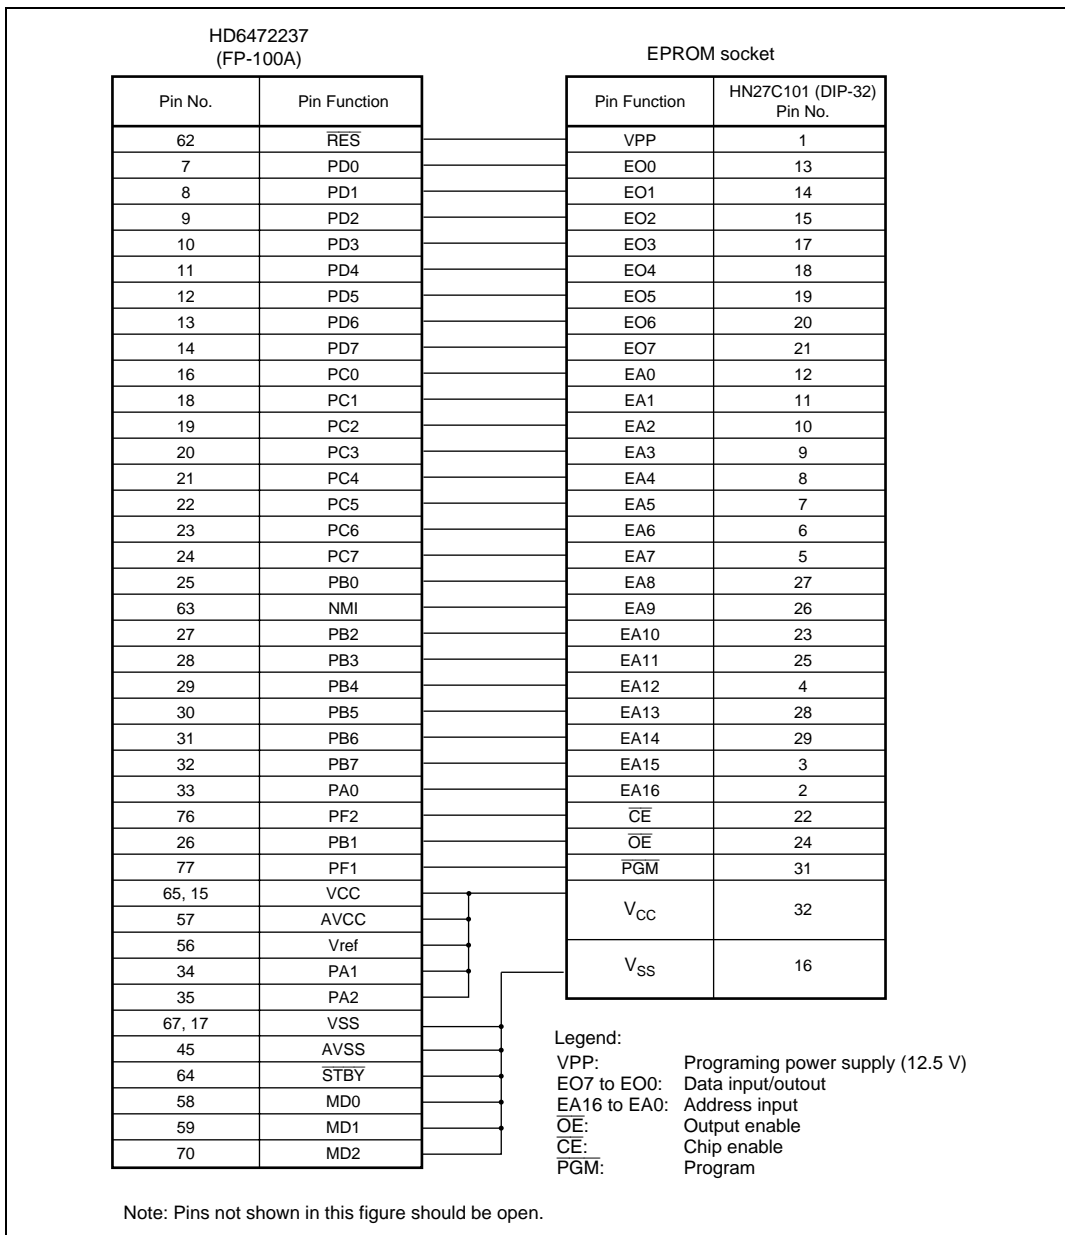 HD6472237
(FP-100A)
EPROM socket
Pin No. Pin Function Pin Function HN27C101 (DIP-32) Pin No.
62 RES VPP 1
7 PD0 EO0 13
8 PD1 EO1 14
9 PD2 EO2 15
10 PD3 EO3 17
11 PD4 EO4 18
12 PD5 EO5 19
13 PD6 EO6 20
14 PD7 EO7 21
16 PC0 EA0 12
18 PC1 EA1 11
19 PC2 EA2 10
20 PC3 EA3 9
21 PC4 EA4 8
22 PC5 EA5 7
23 PC6 EA6 6
24 PC7 EA7 5
25 PB0 EA8 27
63 NMI EA9 26
27 PB2 EA10 23
28 PB3 EA11 25
29 PB4 EA12 4
30 PB5 EA13 28
31 PB6 EA14 29
32 PB7 EA15 3
33 PA0 EA16 2
76 PF2 CE 22
26 PB1 OE 24
77 PF1 PGM 31
65, 15 VCC VCC 32
57 AVCC
56 Vref
34 PA1 VSS 16
35 PA2
67, 17 VSS
45 AVSS
64 STBY
58 MD0
59 MD1
70 MD2
Legend:
VPP: Programing power supply (12.5 V)
EO7 to EO0: Data input/outout
EA16 to EA0: Address input
OE: Output enable
CE: Chip enable
PGM: Program
Note: Pins not shown in this figure should be open.